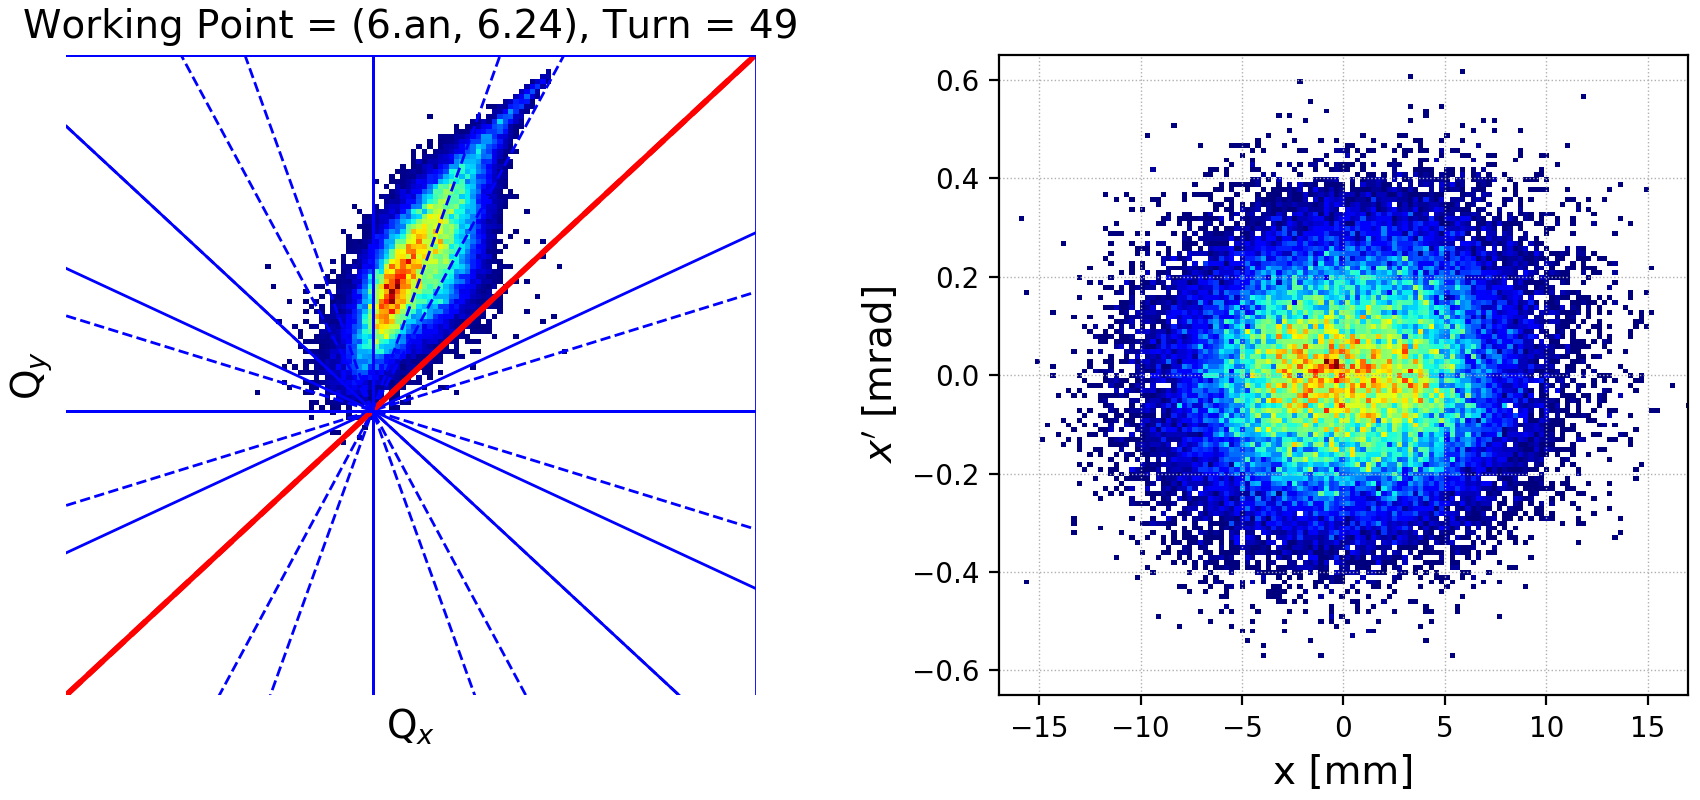 Working Point = (6.an, 6.24), Turn = 49
Qy
Qx
0.6
0.4
0.2
0.0
−0.2
−0.4
−0.6
x′ [mrad]
−15 −10 −5 0 5 10 15
x [mm]